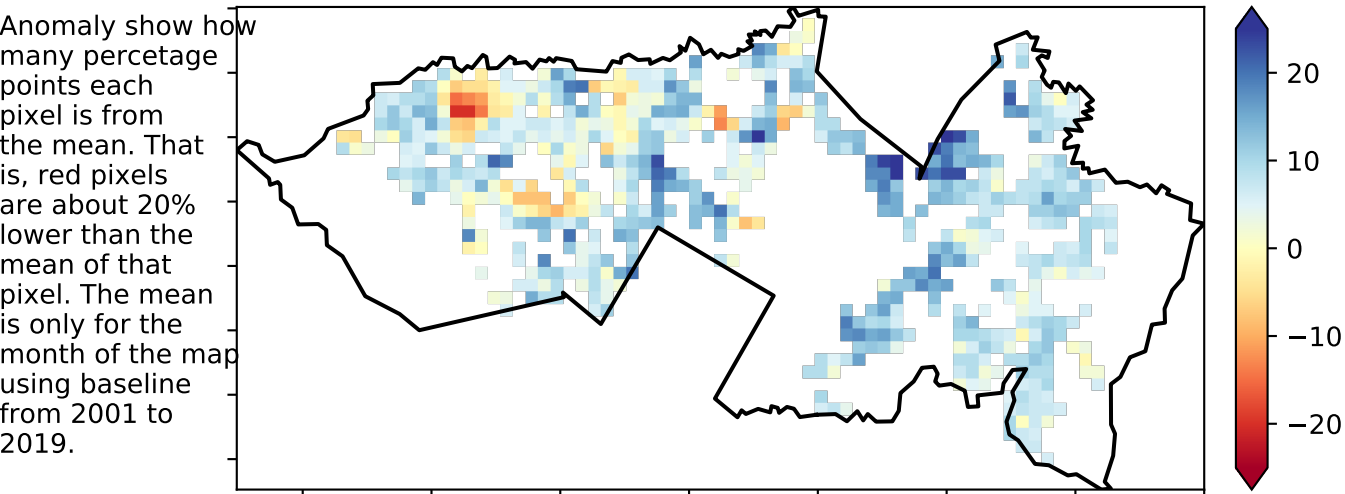 Anomaly show how
many percetage
points each
pixel is from
the mean. That
is, red pixels
are about 20%
lower than the
mean of that
pixel. The mean
is only for the
month of the map
using baseline
from 2001 to
2019.
20
10
0
−10
−20